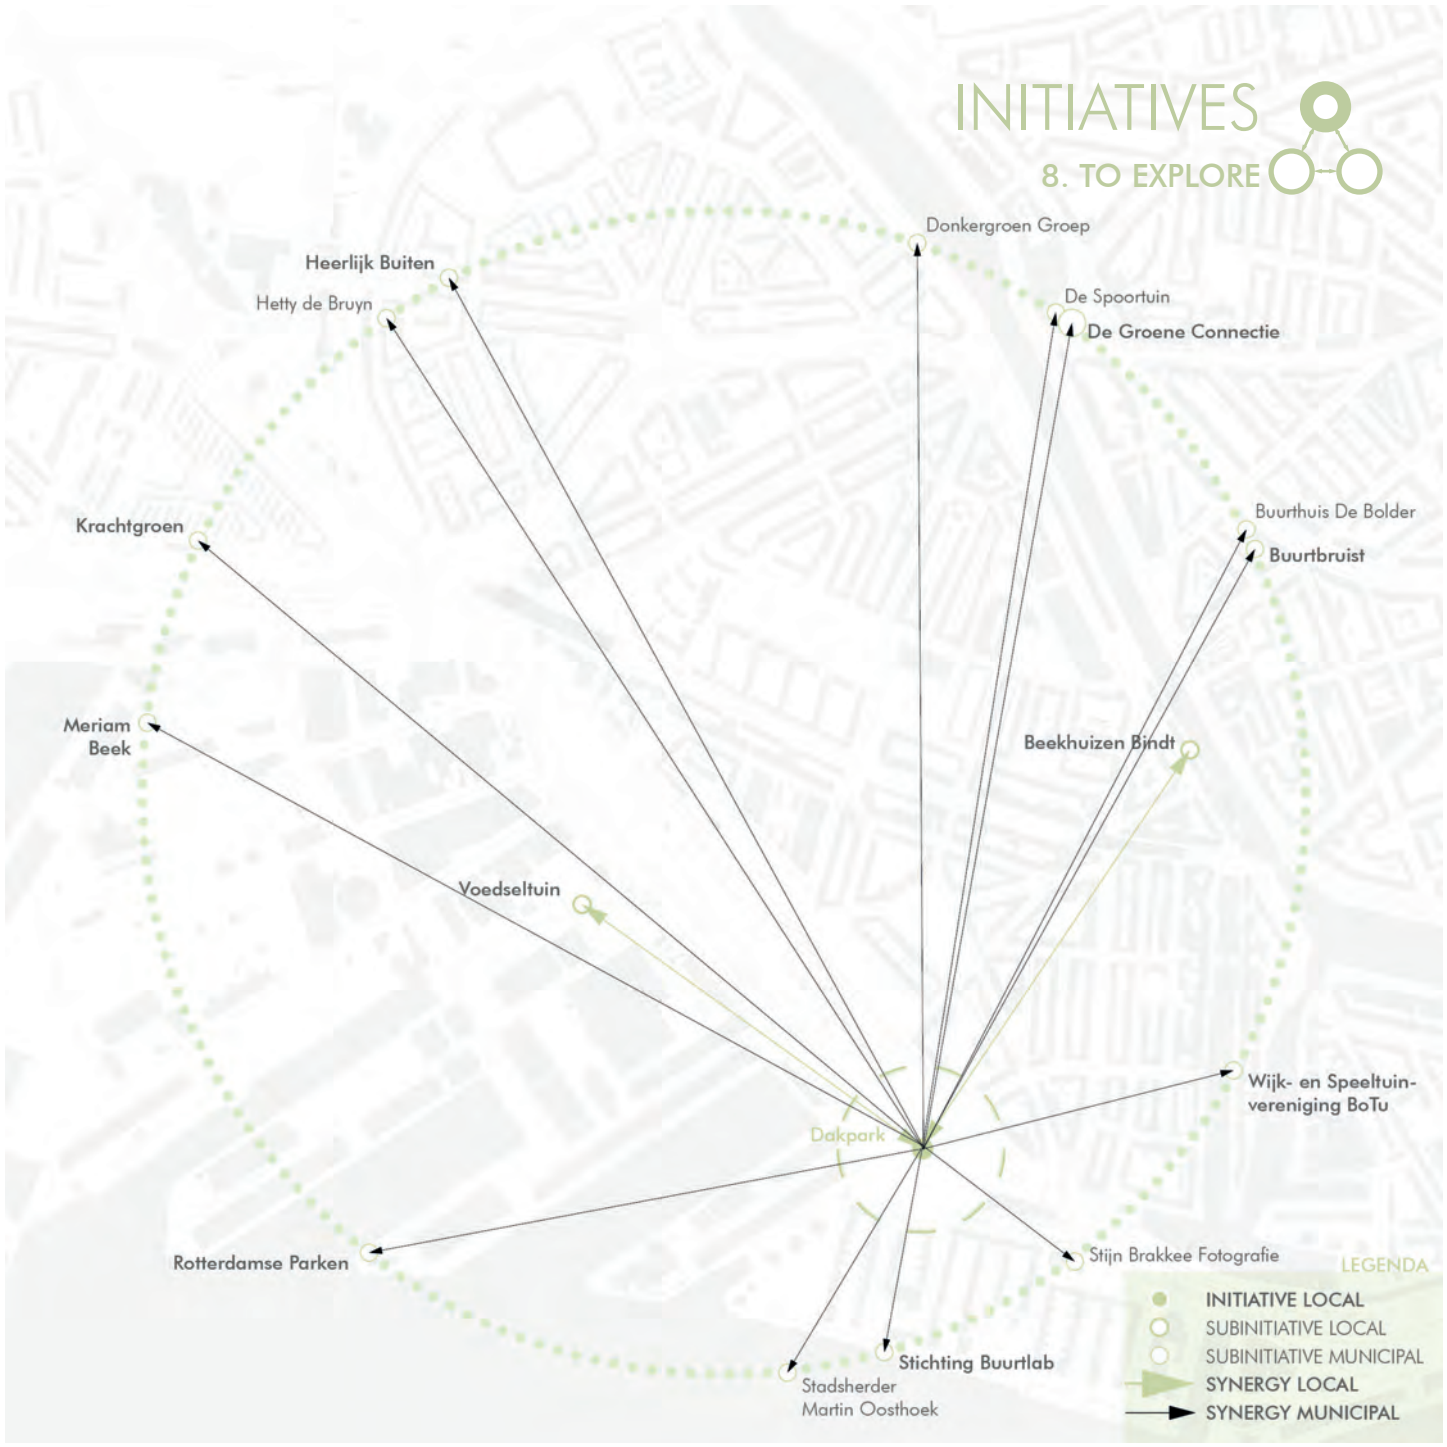 INITIATIVES
8. TO EXPLORE
Donkergroen Groep
Heerlijk Buiten
Hetty de Bruyn
De Spoortuin
De Groene Connectie
Krachtgroen
Buurthuis De Bolder
Buurtbruist
Meriam
Beek
Beekhuizen Bindt
Voedseltuin
Wijk- en Speeltuin-
vereniging BoTu
Dakpark
Rotterdamse Parken
Stijn Brakkee Fotografie
Stichting Buurtlab
Stadsherder
Martin Oosthoek
LEGENDA
INITIATIVE LOCAL
SUBINITIATIVE LOCAL
SUBINITIATIVE MUNICIPAL
SYNERGY LOCAL
SYNERGY MUNICIPAL